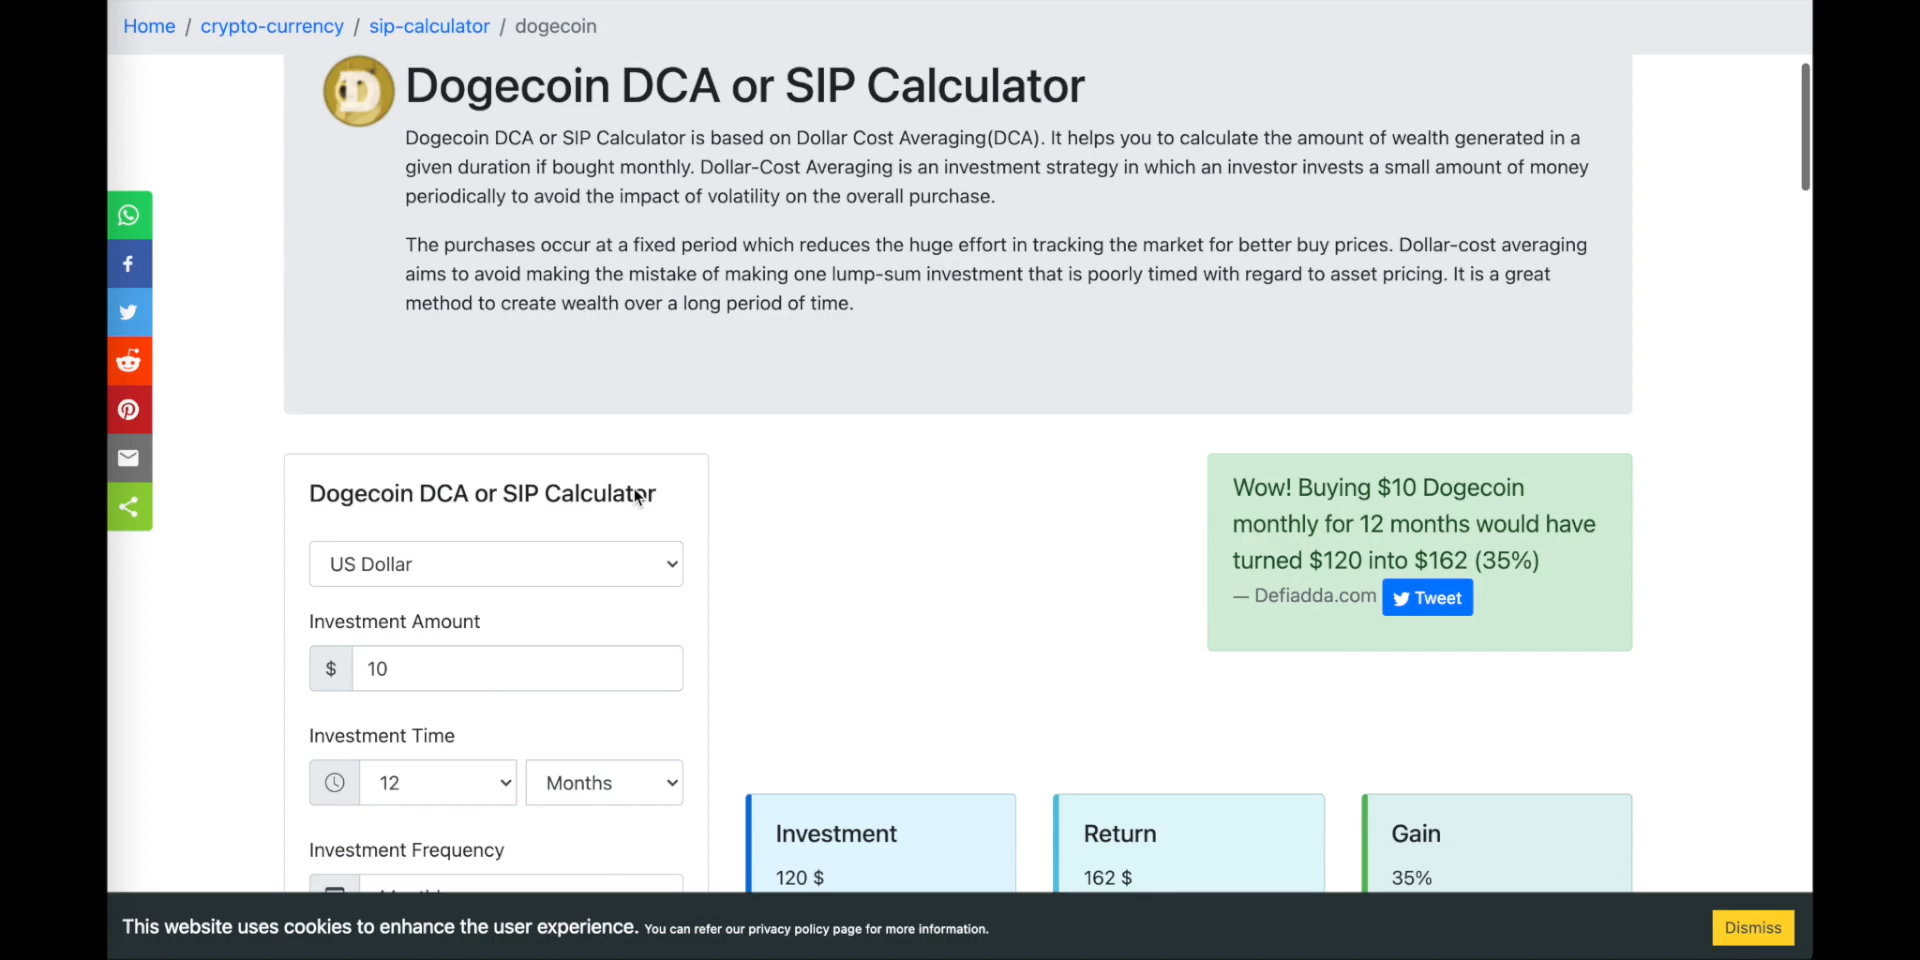 Home / crypto-currency / sip-calculator / dogecoin
Dogecoin DCA or SIP Calculator
Dogecoin DCA or SIP Calculator is based on Dollar Cost Averaging(DCA). It helps you to calculate the amount of wealth generated in a
given duration if bought monthly. Dollar-Cost Averaging is an investment strategy in which an investor invests a small amount of money
periodically to avoid the impact of volatility on the overall purchase.
The purchases occur at a fixed period which reduces the huge effort in tracking the market for better buy prices. Dollar-cost averaging
aims to avoid making the mistake of making one lump-sum investment that is poorly timed with regard to asset pricing. It is a great
method to create wealth over a long period of time.
Dogecoin DCA or SIP Calculator
US Dollar
Investment Amount
$ 10
Investment Time
12 Months
Investment Frequency
Wow! Buying $10 Dogecoin
monthly for 12 months would have
turned $120 into $162 (35%)
— Defiadda.com Tweet
Investment
120 $
Return
162 $
Gain
35%
This website uses cookies to enhance the user experience. You can refer our privacy policy page for more information.
Dismiss